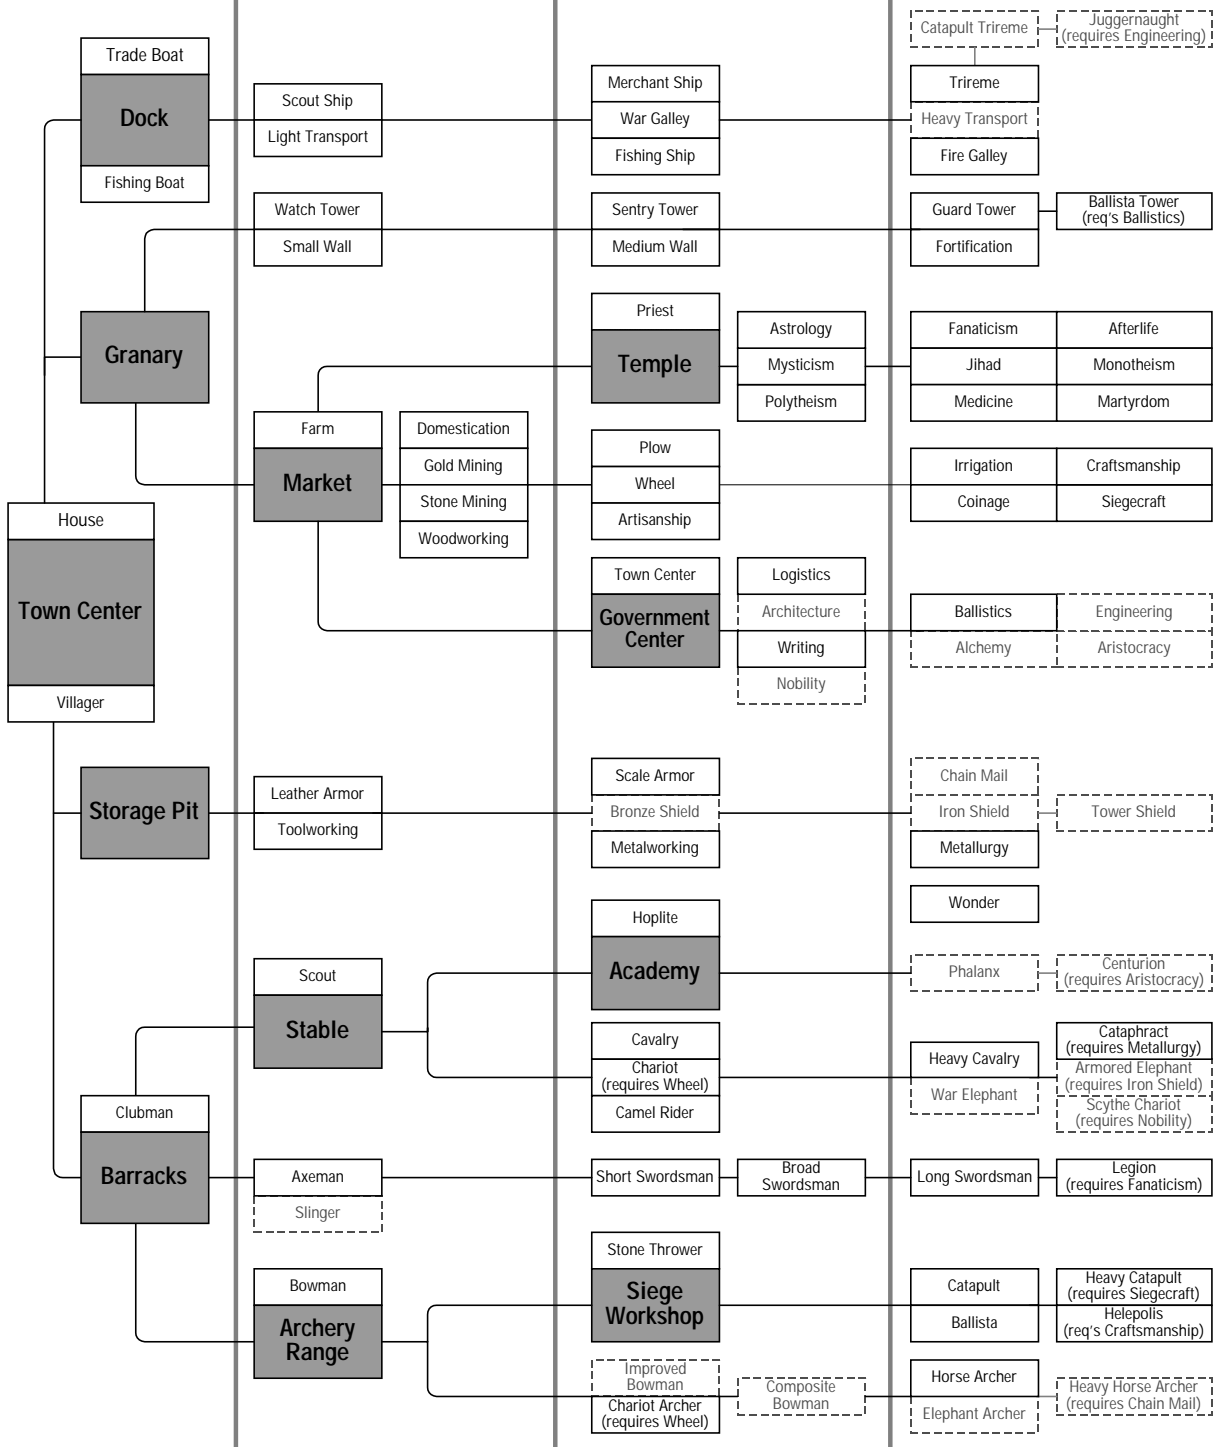 Catapult Trireme
Juggernaught
(requires Engineering)
Trade Boat
Dock
Fishing Boat
Scout Ship
Light Transport
Merchant Ship
War Galley
Fishing Ship
Trireme
Heavy Transport
Fire Galley
Watch Tower
Small Wall
Sentry Tower
Medium Wall
Guard Tower
Fortification
Ballista Tower
(req's Ballistics)
Granary
Priest
Temple
Astrology
Mysticism
Polytheism
Fanaticism
Afterlife
Jihad
Monotheism
Medicine
Martyrdom
Farm
Market
Domestication
Gold Mining
Stone Mining
Woodworking
Plow
Wheel
Artisanship
Irrigation
Craftsmanship
Coinage
Siegecraft
House
Town Center
Villager
Town Center
Government
Center
Logistics
Architecture
Writing
Nobility
Ballistics
Engineering
Alchemy
Aristocracy
Storage Pit
Leather Armor
Toolworking
Scale Armor
Bronze Shield
Metalworking
Chain Mail
Iron Shield
Tower Shield
Metallurgy
Wonder
Scout
Stable
Hoplite
Academy
Phalanx
Centurion
(requires Aristocracy)
Cavalry
Chariot
(requires Wheel)
Camel Rider
Heavy Cavalry
War Elephant
Cataphract
(requires Metallurgy)
Armored Elephant
(requires Iron Shield)
Scythe Chariot
(requires Nobility)
Clubman
Barracks
Axeman
Slinger
Short Swordsman
Broad
Swordsman
Long Swordsman
Legion
(requires Fanaticism)
Bowman
Archery
Range
Stone Thrower
Siege
Workshop
Catapult
Ballista
Heavy Catapult
(requires Siegecraft)
Helepolis
(req's Craftsmanship)
Improved
Bowman
Chariot Archer
(requires Wheel)
Composite
Bowman
Horse Archer
Elephant Archer
Heavy Horse Archer
(requires Chain Mail)